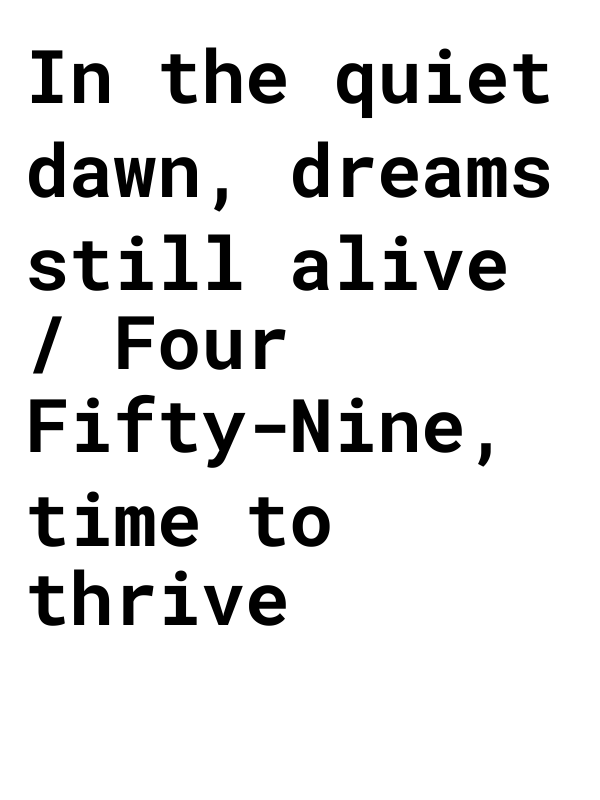 In the quiet
dawn, dreams
still alive
/ Four
Fifty-Nine,
time to
thrive